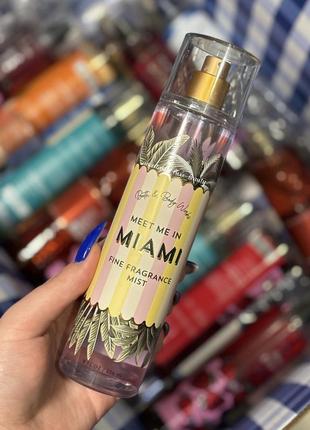 Bath & Body Works
MEET ME IN
MIAMI
FINE FRAGRANCE
MIST